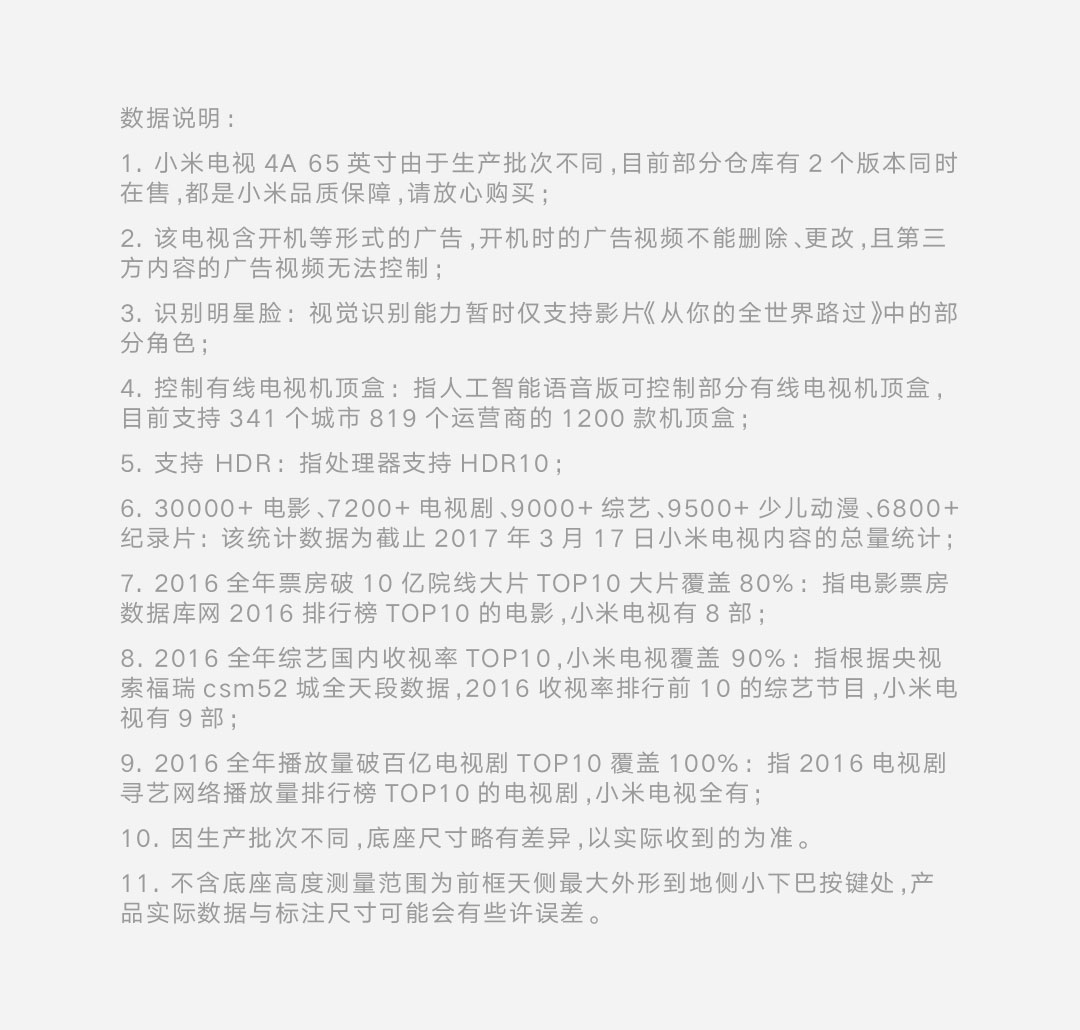 数据说明：
1. 小米电视 4A 65 英寸由于生产批次不同，目前部分仓库有 2 个版本同时
在售，都是小米品质保障，请放心购买；
2. 该电视含开机等形式的广告，开机时的广告视频不能删除、更改，且第三
方内容的广告视频无法控制；
3. 识别明星脸：视觉识别能力暂时仅支持影片《从你的全世界路过》中的部
分角色；
4. 控制有线电视机顶盒：指人工智能语音版可控制部分有线电视机顶盒，
目前支持 341 个城市 819 个运营商的 1200 款机顶盒；
5. 支持 HDR：指处理器支持 HDR10；
6. 30000+ 电影、7200+ 电视剧、9000+ 综艺、9500+ 少儿动漫、6800+
纪录片：该统计数据为截止 2017 年 3 月 17 日小米电视内容的总量统计；
7. 2016 全年票房破 10 亿院线大片 TOP10 大片覆盖 80%：指电影票房
数据库网 2016 排行榜 TOP10 的电影，小米电视有 8 部；
8. 2016 全年综艺国内收视率 TOP10，小米电视覆盖 90%：指根据央视
索福瑞 csm52 城全天段数据，2016 收视率排行前 10 的综艺节目，小米电
视有 9 部；
9. 2016 全年播放量破百亿电视剧 TOP10 覆盖 100%：指 2016 电视剧
寻艺网络播放量排行榜 TOP10 的电视剧，小米电视全有；
10. 因生产批次不同，底座尺寸略有差异，以实际收到的为准。
11. 不含底座高度测量范围为前框天侧最大外形到地侧小下巴按键处，产
品实际数据与标注尺寸可能会有些许误差。